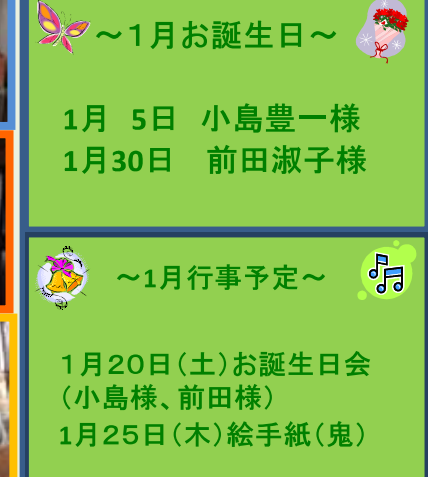 ～１月お誕生日～
1月　5日　小島豊一様
1月30日　前田淑子様
～1月行事予定～
１月２０日（土）お誕生日会
（小島様、前田様）
1月２５日（木）絵手紙（鬼）